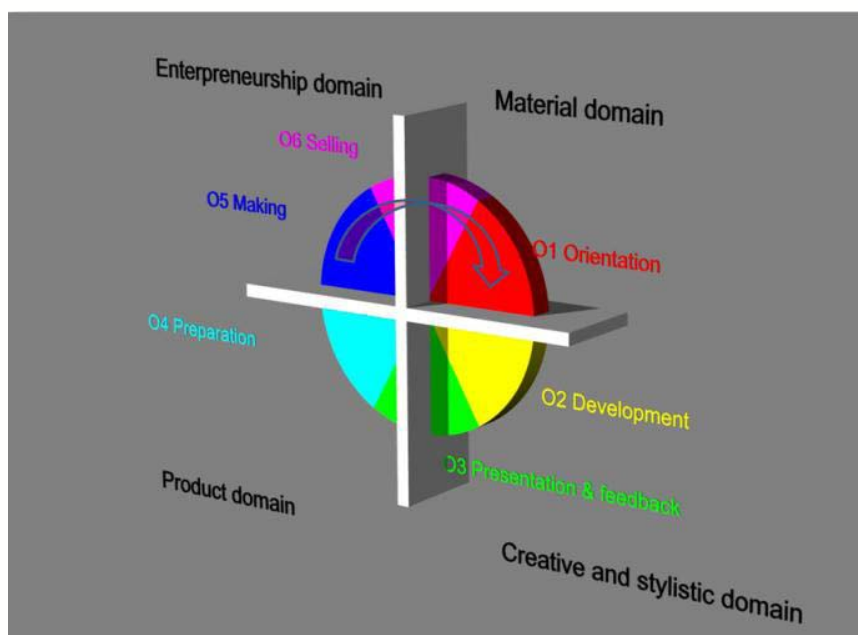 Enterpreneurship domain
Material domain
O6 Selling
O5 Making
O1 Orientation
O4 Preparation
O2 Development
O3 Presentation & feedback
Product domain
Creative and stylistic domain